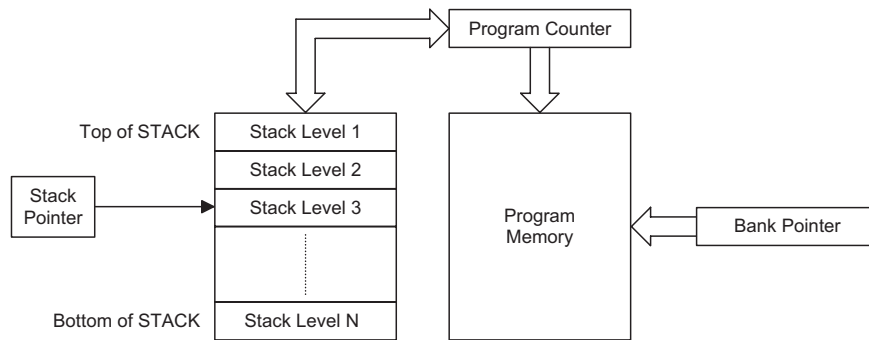 Program Counter
Top of STACK
Stack Level 1
Stack Level 2
Stack
Pointer
Stack Level 3
Program
Memory
Bank Pointer
Bottom of STACK
Stack Level N